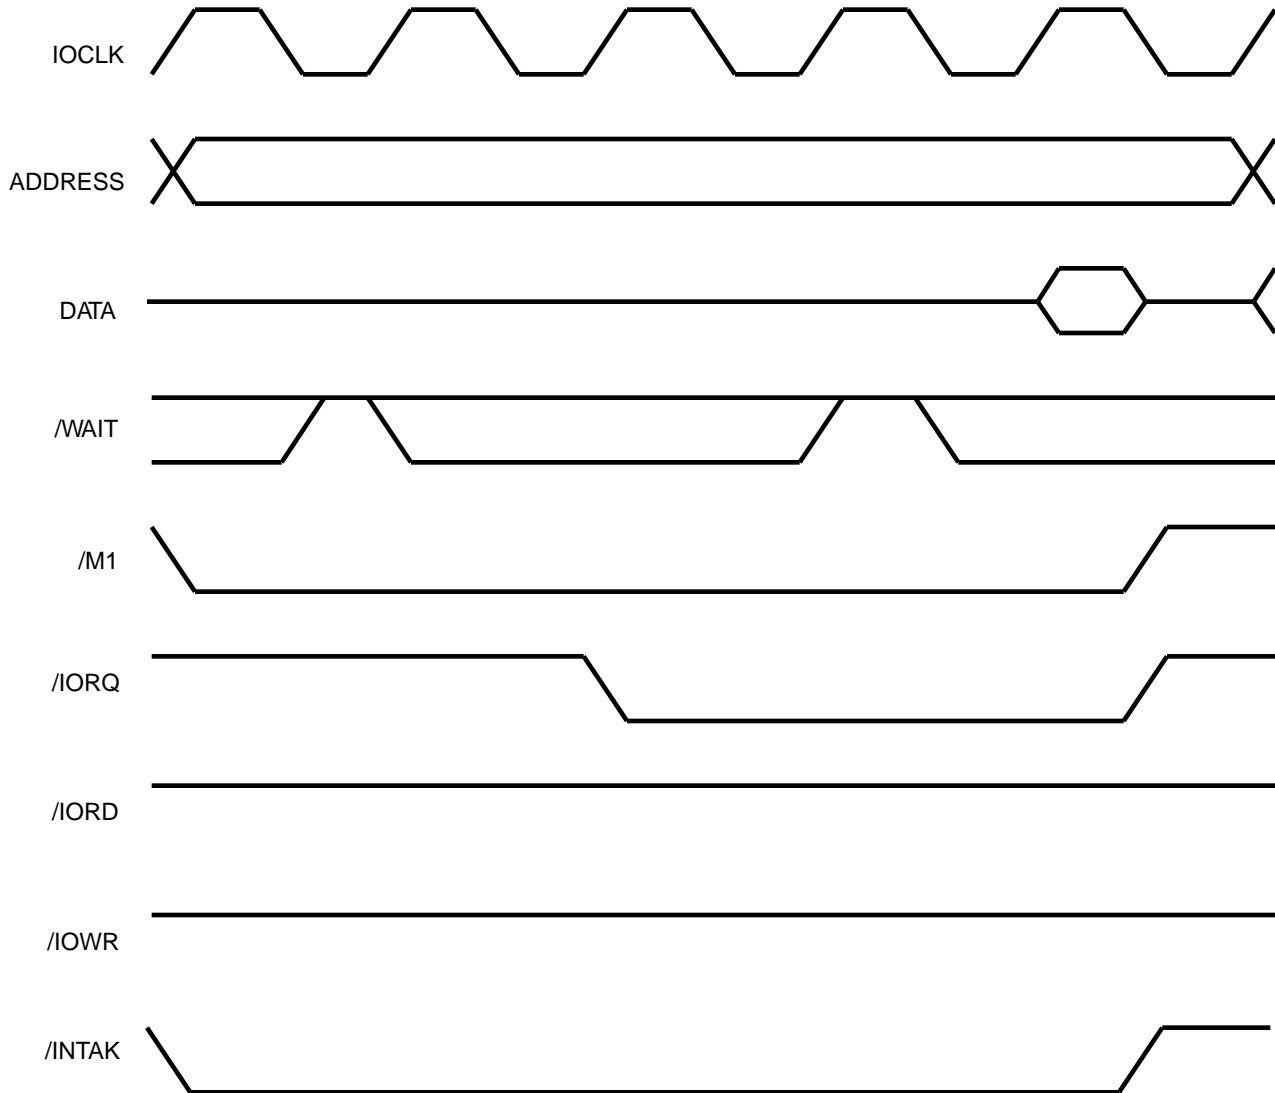 IOCLK
ADDRESS
DATA
/WAIT
/M1
/IORQ
/IORD
/IOWR
/INTAK